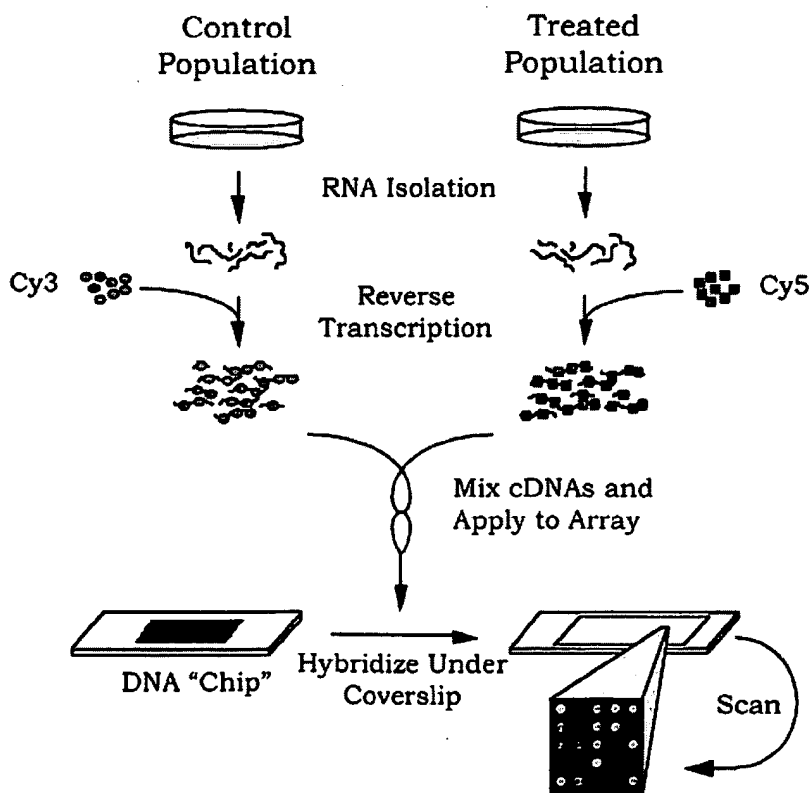 Control
Population
Treated
Population
RNA Isolation
Cy3
Reverse
Transcription
Cy5
Mix cDNAs and
Apply to Array
DNA “Chip”
Hybridize Under
Coverslip
Scan